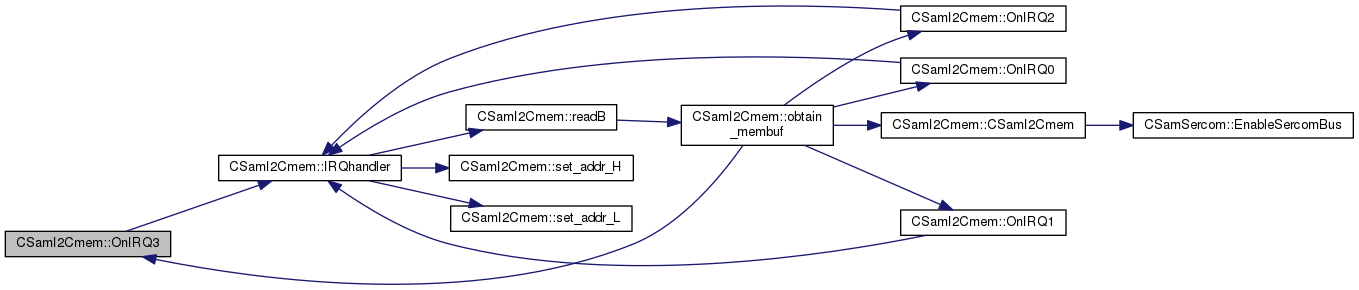 CSamI2Cmem::OnIRQ3
CSamI2Cmem::IRQhandler
CSamI2Cmem::readB
CSamI2Cmem::set_addr_H
CSamI2Cmem::set_addr_L
CSamI2Cmem::obtain
_membuf
CSamI2Cmem::OnIRQ2
CSamI2Cmem::OnIRQ0
CSamI2Cmem::CSamI2Cmem
CSamI2Cmem::OnIRQ1
CSamSercom::EnableSercomBus